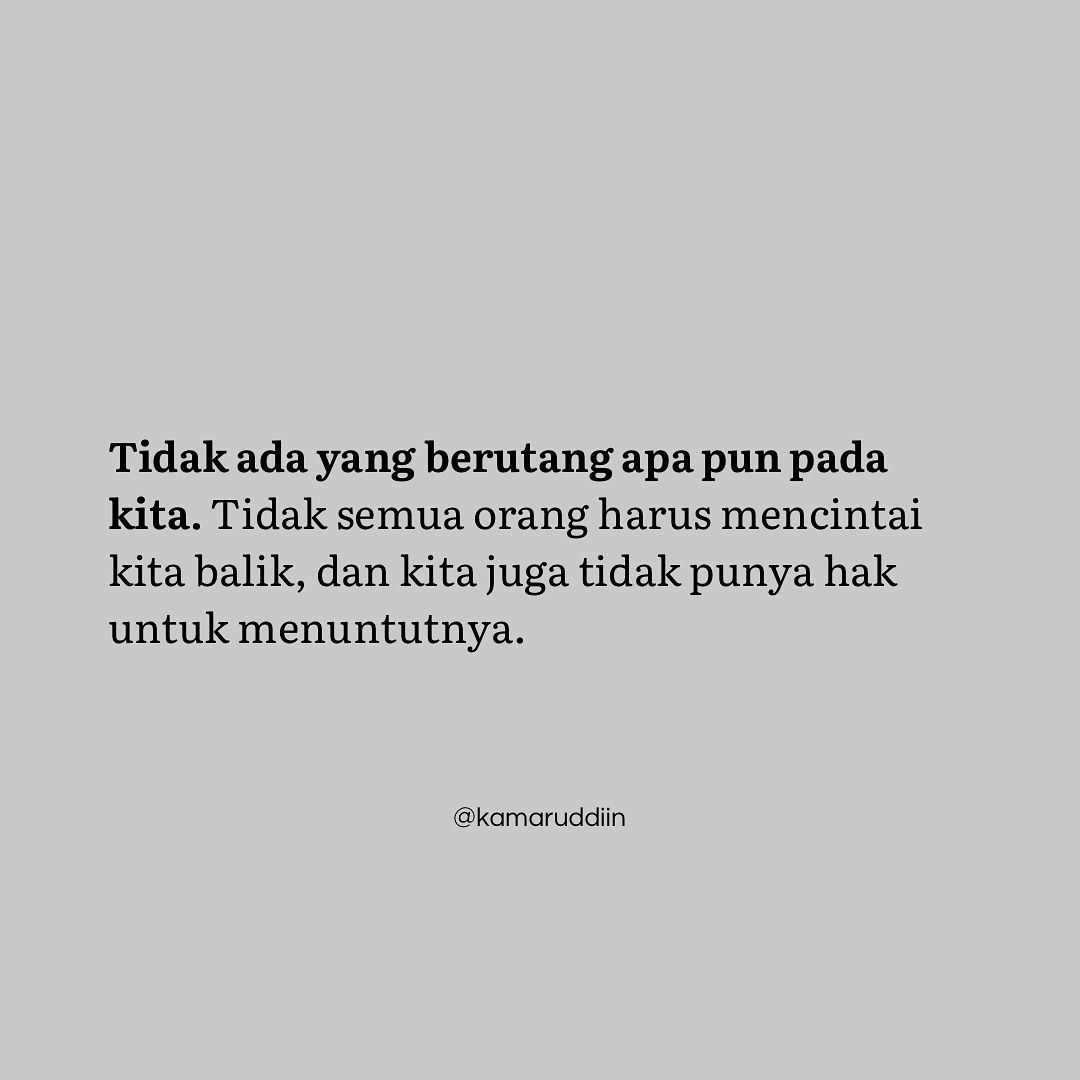 Tidak ada yang berutang apa pun pada
kita. Tidak semua orang harus mencintai
kita balik, dan kita juga tidak punya hak
untuk menuntutnya.
@kamaruddiin